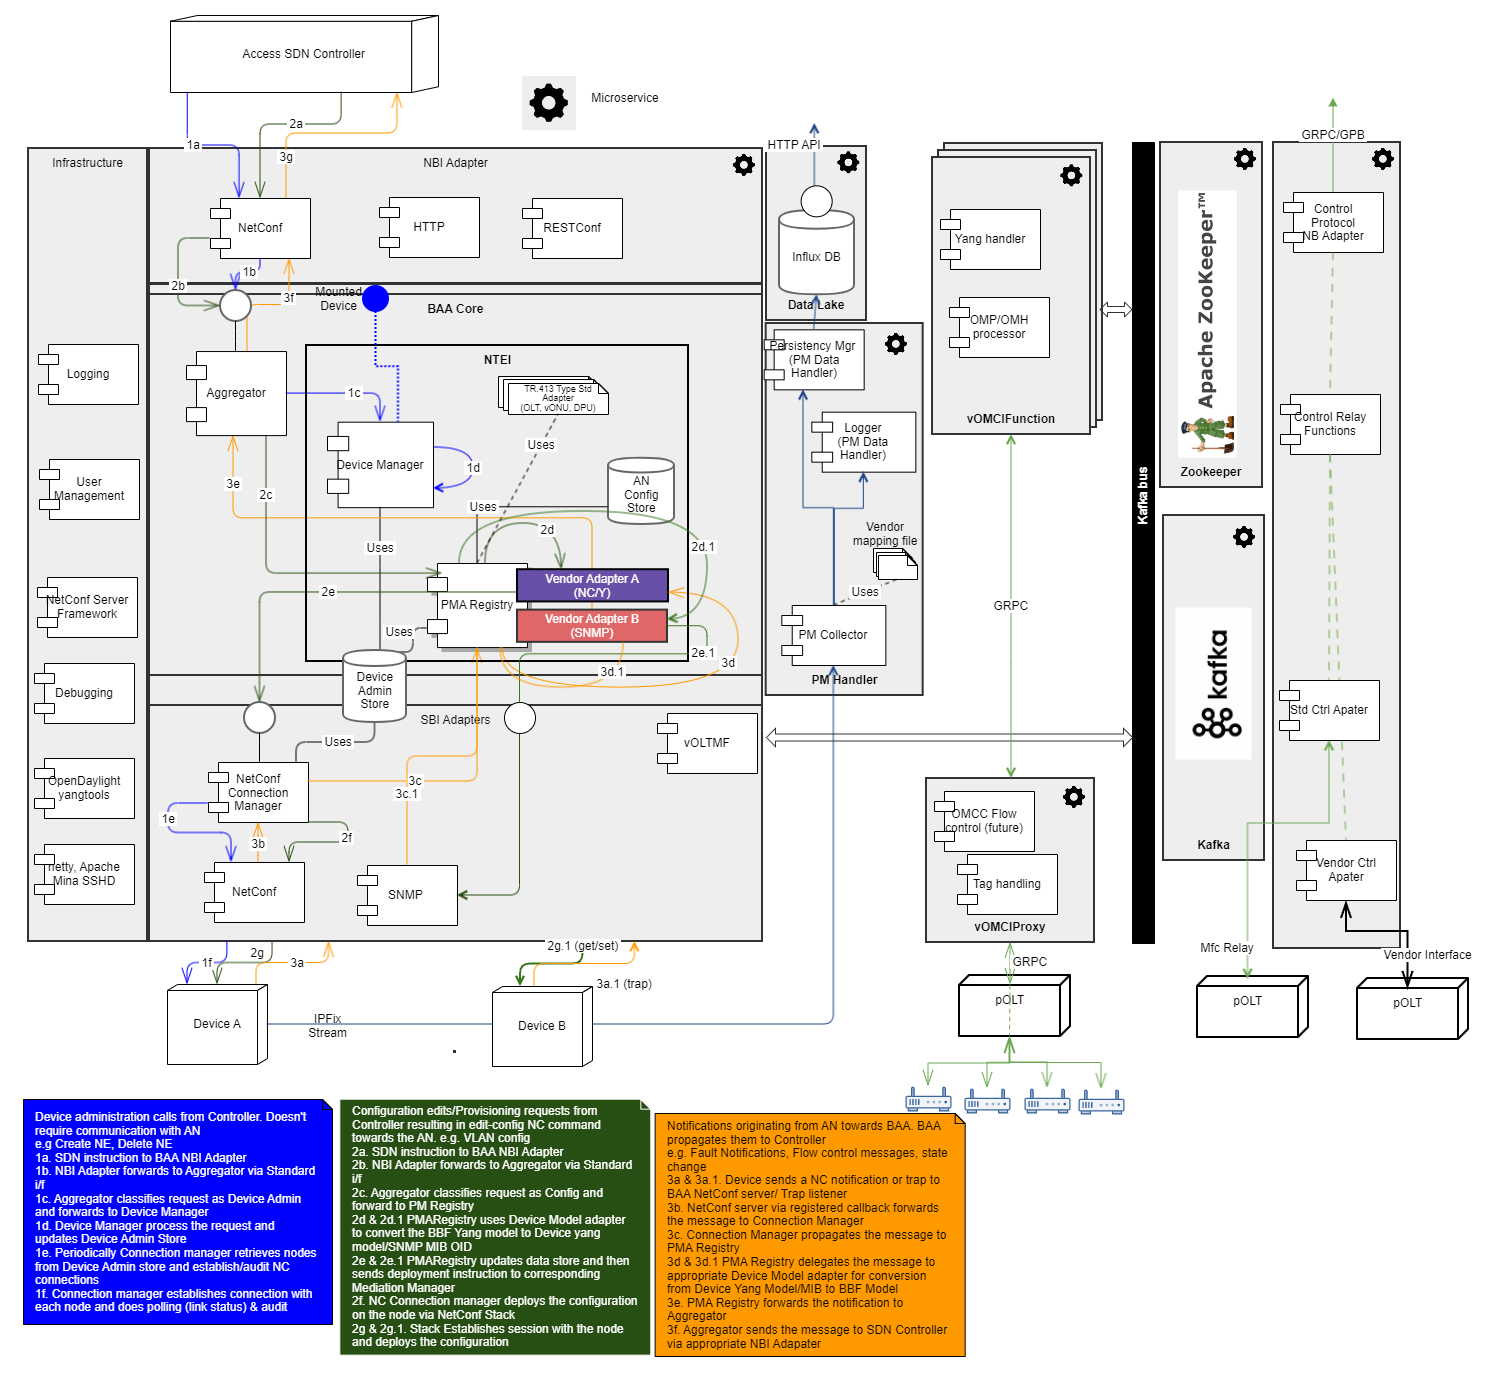 Access SDN Controller
Microservice
2a
1a
3g
HTTP API
GRPC/GPB
Infrastructure
NBI Adapter
NetConf
HTTP
RESTConf
Influx DB
Data Lake
Yang handler
OMP/OMH
processor
vOMCIFunction
Apache ZooKeeper™
Zookeeper
Control
Protocol
NB Adapter
2b
1b
3f
Mounted
Device
BAA Core
NTEI
Logging
Aggregator
1c
TR.413 Type Std
Adapter
(OLT, vONU, DPU)
Uses
Persistency Mgr
(PM Data
Handler)
Logger
(PM Data
Handler)
Control Relay
Functions
User
Management
3e
2c
Device Manager
1d
AN
Config
Store
Uses
2d
2d.1
Uses
Kafka bus
Vendor
mapping file
Uses
NetConf Server
Framework
2e
PMA Registry
Vendor Adapter A
(NC/Y)
Vendor Adapter B
(SNMP)
Uses
2e.1
3d
3d.1
PM Collector
PM Handler
GRPC
kafka
Kafka
Debugging
Device
Admin
Store
SBI Adapters
vOLTMF
Std Ctrl Apater
Uses
OpenDaylight
yangtools
NetConf
Connection
Manager
3c
3c.1
1e
3b
2f
OMCC Flow
control (future)
Tag handling
vOMCIProxy
Vendor Ctrl
Apater
netty, Apache
Mina SSHD
NetConf
SNMP
1f
2g
3a
2g.1 (get/set)
3a.1 (trap)
GRPC
Mfc Relay
Vendor Interface
Device A
IPFix
Stream
Device B
pOLT
pOLT
pOLT
Device administration calls from Controller. Doesn't
require communication with AN
e.g Create NE, Delete NE
1a. SDN instruction to BAA NBI Adapter
1b. NBI Adapter forwards to Aggregator via Standard
i/f
1c. Aggregator classifies request as Device Admin
and forwards to Device Manager
1d. Device Manager process the request and
updates Device Admin Store
1e. Periodically Connection manager retrieves nodes
from Device Admin store and establish/audit NC
connections
1f. Connection manager establishes connection with
each node and does polling (link status) & audit
Configuration edits/Provisioning requests from
Controller resulting in edit-config NC command
towards the AN. e.g. VLAN config
2a. SDN instruction to BAA NBI Adapter
2b. NBI Adapter forwards to Aggregator via Standard
i/f
2c. Aggregator classifies request as Config and
forward to PM Registry
2d & 2d.1 PMARegistry uses Device Model adapter
to convert the BBF Yang model to Device yang
model/SNMP MIB OID
2e & 2e.1 PMARegistry updates data store and then
sends deployment instruction to corresponding
Mediation Manager
2f. NC Connection manager deploys the configuration
on the node via NetConf Stack
2g & 2g.1. Stack Establishes session with the node
and deploys the configuration
Notifications originating from AN towards BAA. BAA
propagates them to Controller
e.g. Fault Notifications, Flow control messages, state
change
3a & 3a.1. Device sends a NC notification or trap to
BAA NetConf server/ Trap listener
3b. NetConf server via registered callback forwards
the message to Connection Manager
3c. Connection Manager propagates the message to
PMA Registry
3d & 3d.1 PMA Registry delegates the message to
appropriate Device Model adapter for conversion
from Device Yang Model/MIB to BBF Model
3e. PMA Registry forwards the notification to
Aggregator
3f. Aggregator sends the message to SDN Controller
via appropriate NBI Adapater